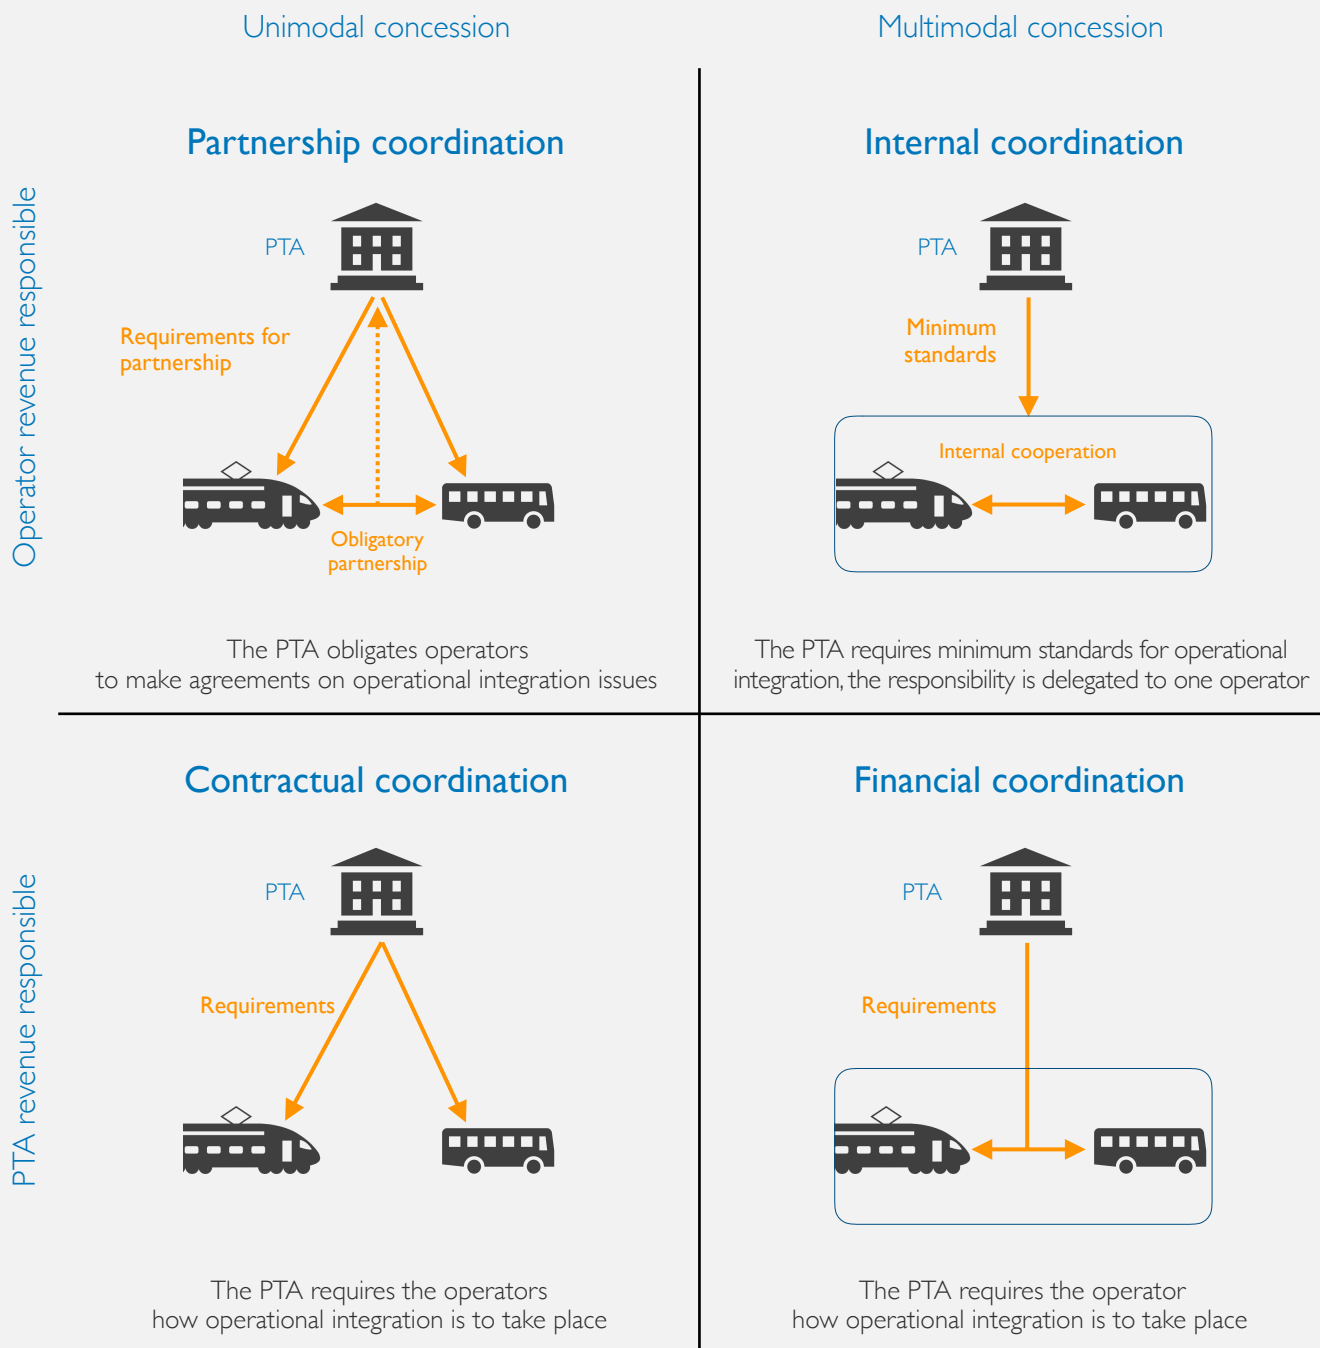 Unimodal concession
Multimodal concession
Operator revenue responsible
Partnership coordination
PTA
Requirements for
partnership
Obligatory
partnership
The PTA obligates operators
to make agreements on operational integration issues
Internal coordination
PTA
Minimum
standards
Internal cooperation
The PTA requires minimum standards for operational
integration, the responsibility is delegated to one operator
PTA revenue responsible
Contractual coordination
PTA
Requirements
The PTA requires the operators
how operational integration is to take place
Financial coordination
PTA
Requirements
The PTA requires the operator
how operational integration is to take place